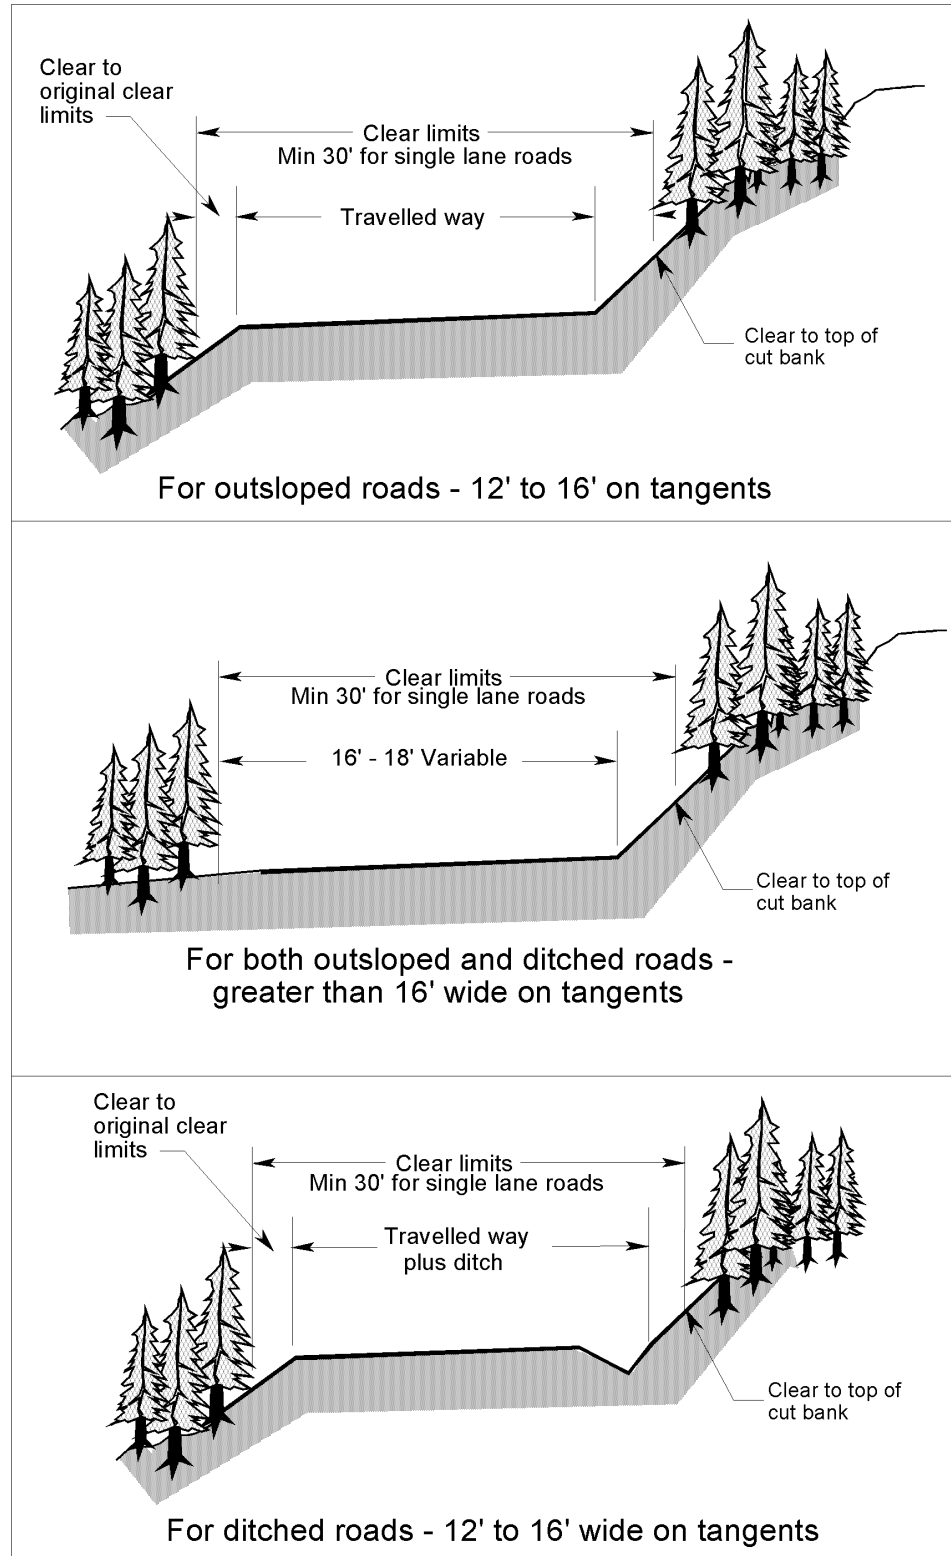 Clear to
original clear
limits
Clear limits
Min 30' for single lane roads
Travelled way
Clear to top of
cut bank
For outsloped roads - 12' to 16' on tangents
Clear limits
Min 30' for single lane roads
16' - 18' Variable
Clear to top of
cut bank
For both outsloped and ditched roads -
greater than 16' wide on tangents
Clear to
original clear
limits
Clear limits
Min 30' for single lane roads
Travelled way
plus ditch
Clear to top of
cut bank
For ditched roads - 12' to 16' wide on tangents